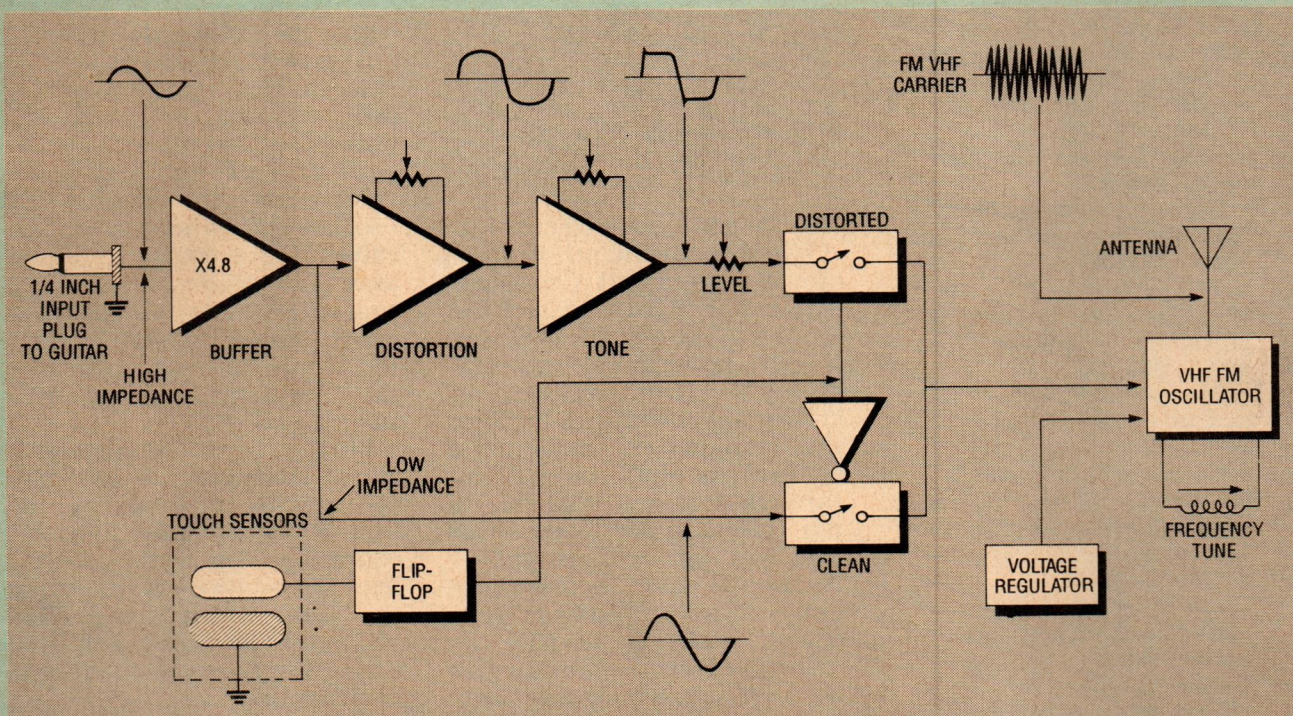 FM VHF
CARRIER
DISTORTED
ANTENNA
X4.8
1/4 INCH
INPUT
PLUG
TO GUITAR
HIGH
IMPEDANCE
BUFFER
DISTORTION
TONE
LEVEL
VHF FM
OSCILLATOR
LOW
IMPEDANCE
TOUCH SENSORS
FLIP-
FLOP
CLEAN
VOLTAGE
REGULATOR
FREQUENCY
TUNE